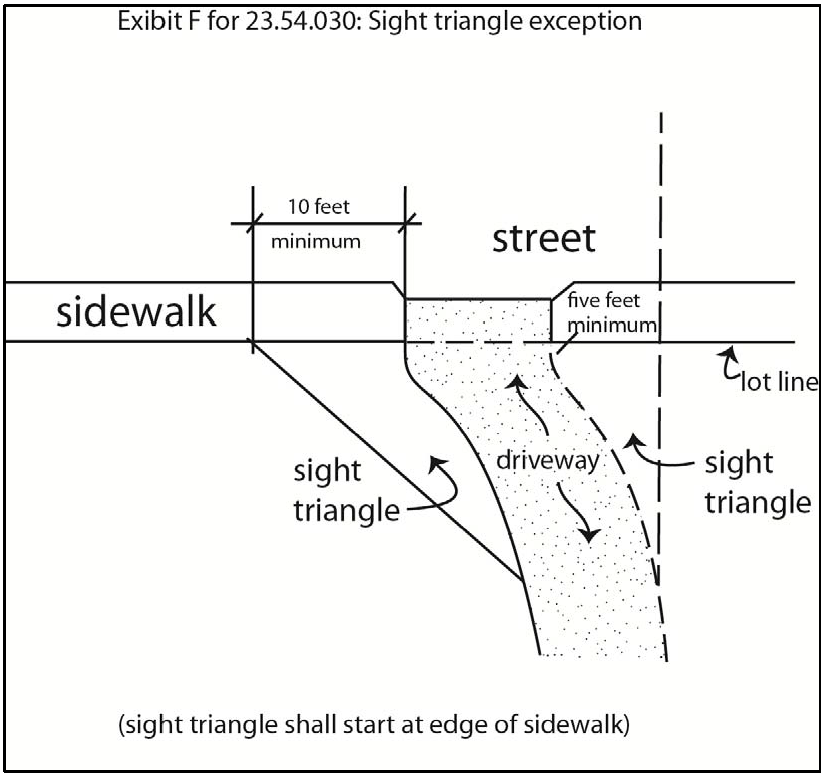 Exibit F for 23.54.030: Sight triangle exception
10 feet
minimum
street
sidewalk
five feet
minimum
lot line
driveway
sight
triangle
sight
triangle
(sight triangle shall start at edge of sidewalk)